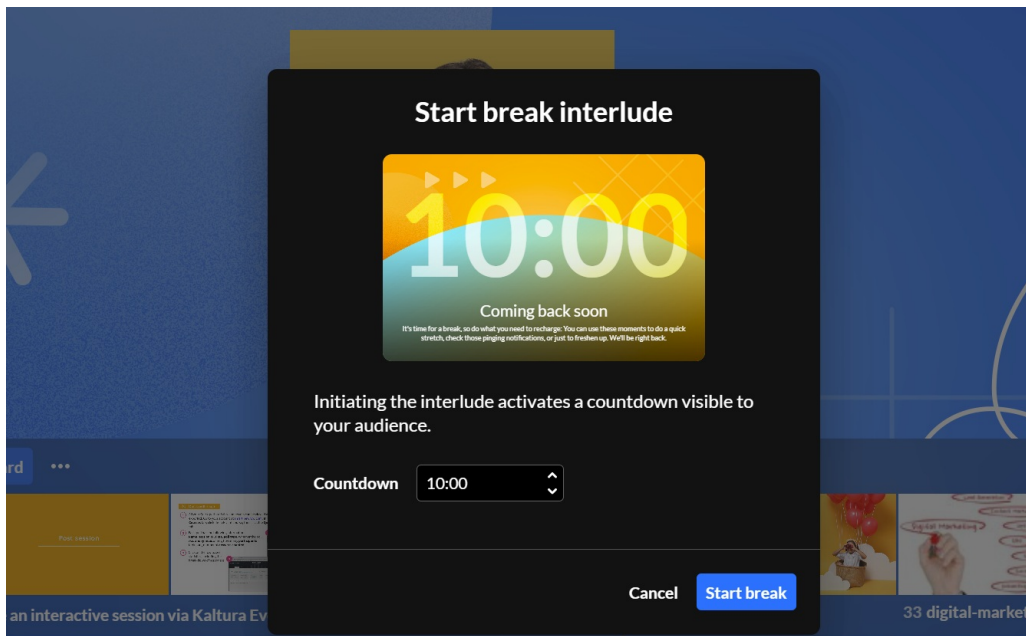 Start break interlude
10:00
Coming back soon
It's time for a break, so do what you need to recharge: You can use these moments to do a quick
stretch, check those pinging notifications, or just to freshen up. We'll be right back.
Initiating the interlude activates a countdown visible to
your audience.
Countdown 10:00
rd •••
Post session
Digital Marketing
Cancel Start break
an interactive session via Kaltura Ev
33 digital-market